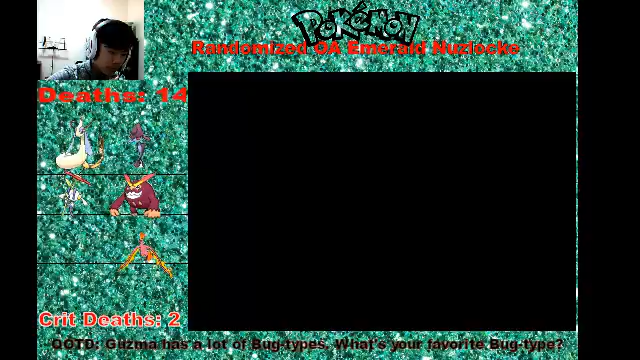 POKéMON
Randomized OA Emerald Nuzlocke
Deaths: 14
Crit Deaths: 2
QOTD: Guzma has a lot of Bug-types. What's your favorite Bug-type?